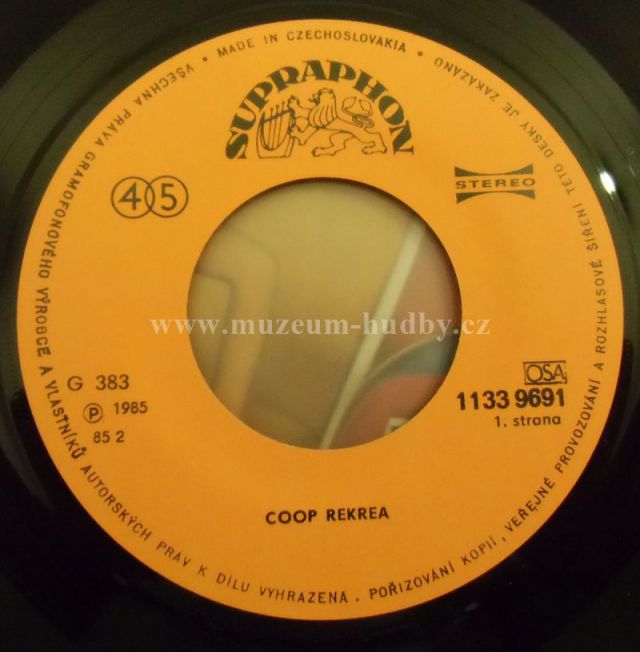 VŠECHNA PRÁVA GRAMOFONOVÉHO VÝROBCE A VLASTNÍKŮ AUTORSKÝCH PRÁV K DÍLU VYHRAZENA. POŘIZOVÁNÍ KOPIÍ, VEŘEJNÉ PROVOZOVÁNÍ A ROZHLASOVÉ ŠÍŘENÍ TÉTO DESKY JE ZAKÁZÁNO
• MADE IN CZECHOSLOVAKIA •
SUPRAPHON
45
STEREO
www.muzeum-hudby.cz
G 383
Ⓟ 1985
85 2
OSA
1133 9691
1. strana
COOP REKREA